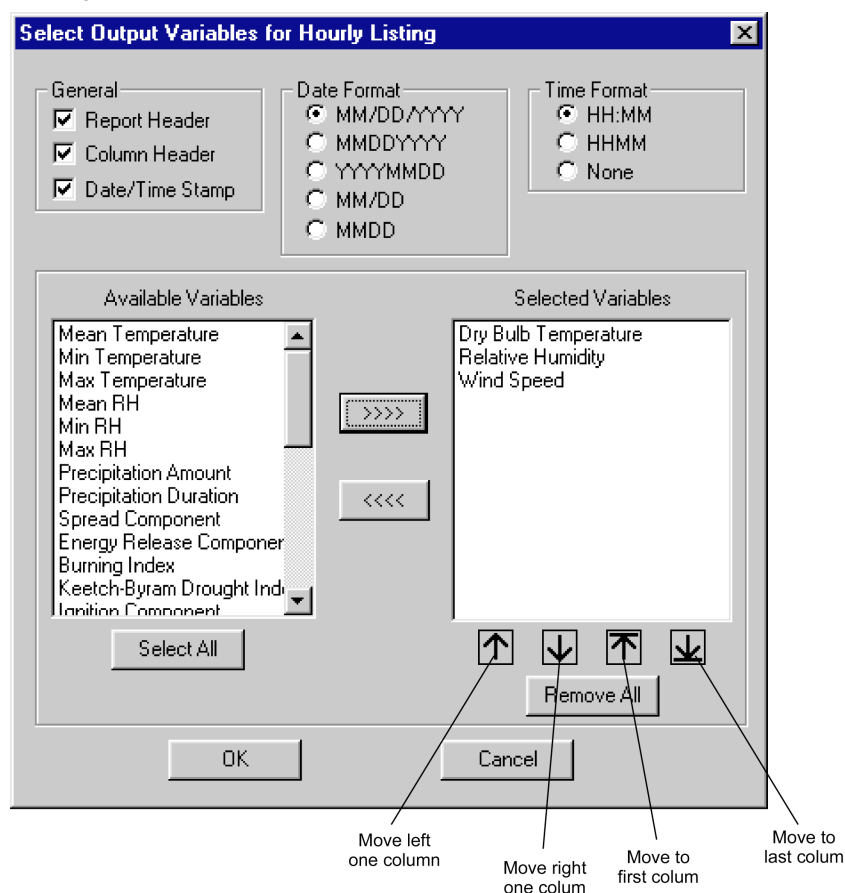 Select Output Variables for Hourly Listing
General
Report Header
Column Header
Date/Time Stamp
Date Format
MM/DD/YYYY
MMDDYYYY
YYYYMMDD
MM/DD
MMDD
Time Format
HH:MM
HHMM
None
Available Variables
Mean Temperature
Min Temperature
Max Temperature
Mean RH
Min RH
Max RH
Precipitation Amount
Precipitation Duration
Spread Component
Energy Release Componer
Burning Index
Keetch-Byram Drought Ind
Ignition Component
Select All
>>>>
<<<<
Selected Variables
Dry Bulb Temperature
Relative Humidity
Wind Speed
Remove All
OK
Cancel
Move left
one column
Move right
one colum
Move to
first colum
Move to
last colum